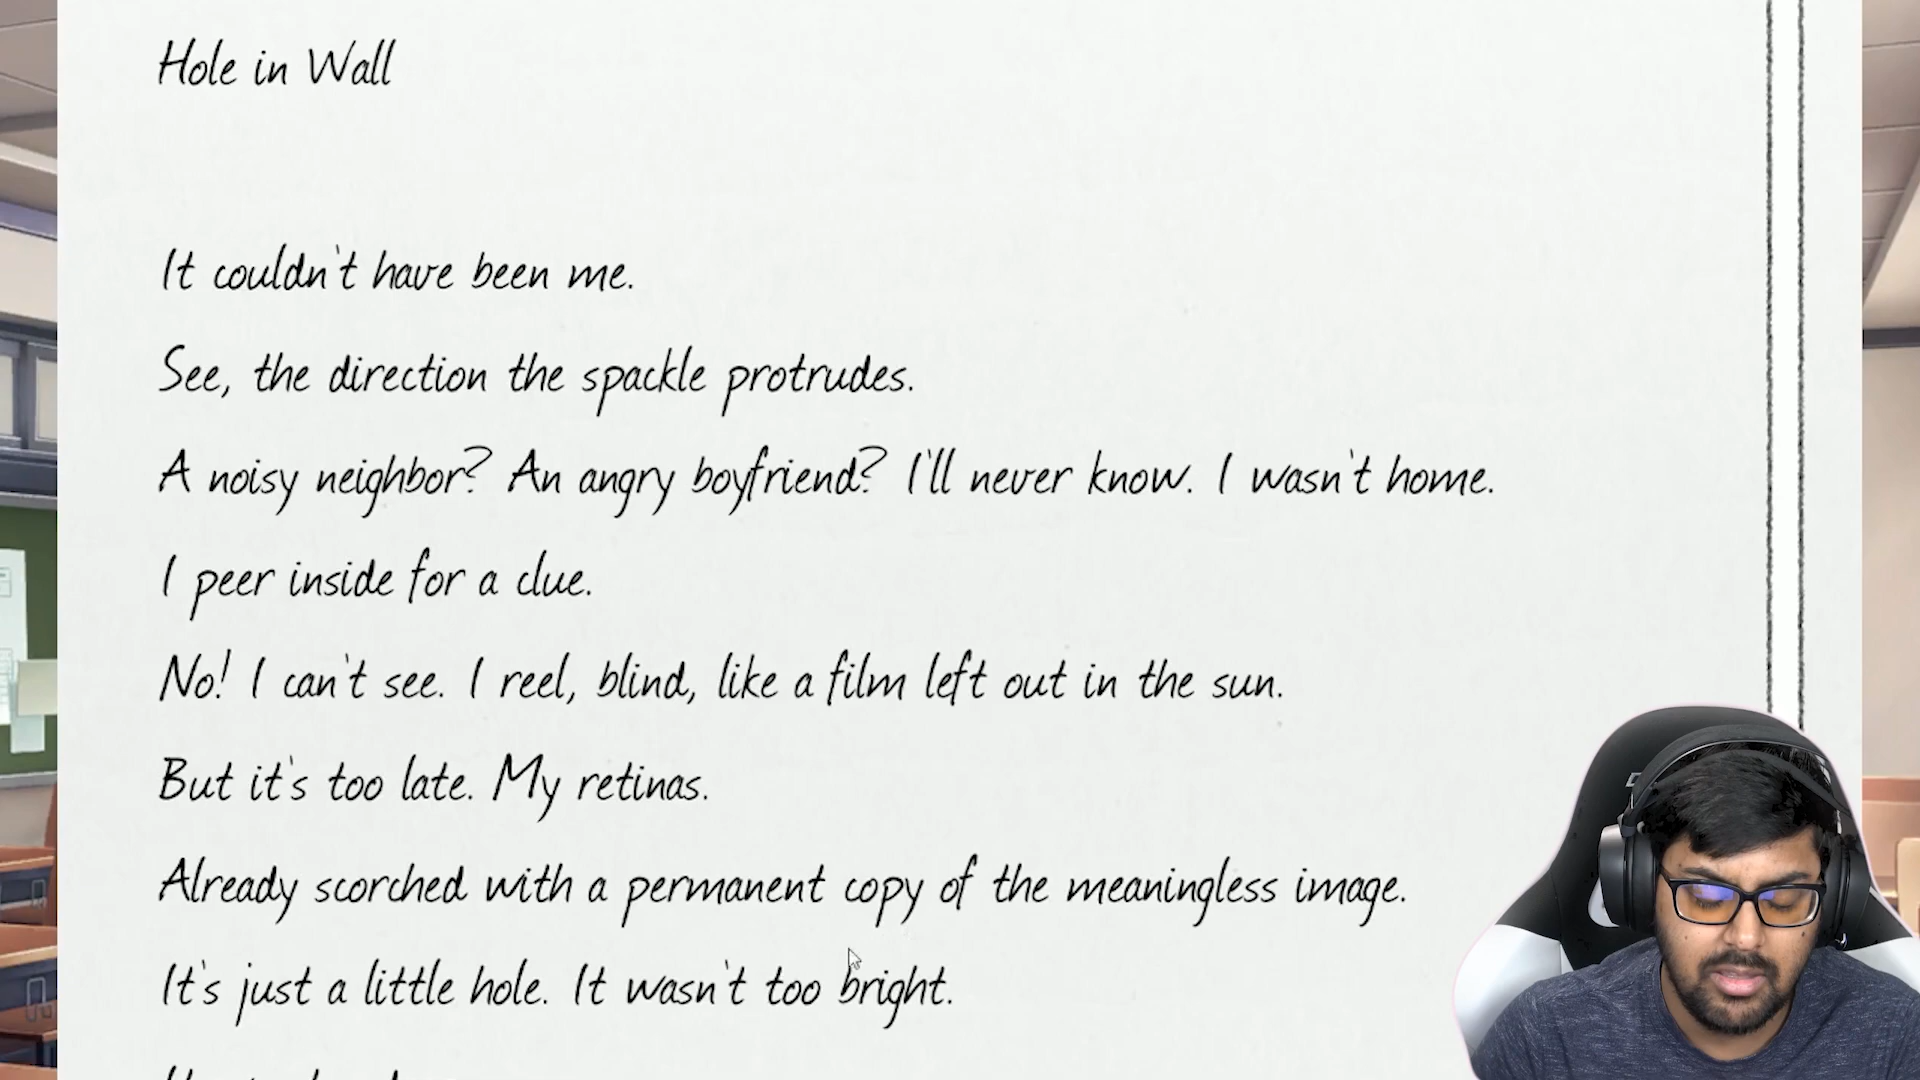 Hole in Wall
It couldn't have been me.
See, the direction the spackle protrudes.
A noisy neighbor? An angry boyfriend? I'll never know. I wasn't home.
I peer inside for a clue.
No! I can't see. I reel, blind, like a film left out in the sun.
But it's too late. My retinas.
Already scorched with a permanent copy of the meaningless image.
It's just a little hole. It wasn't too bright.